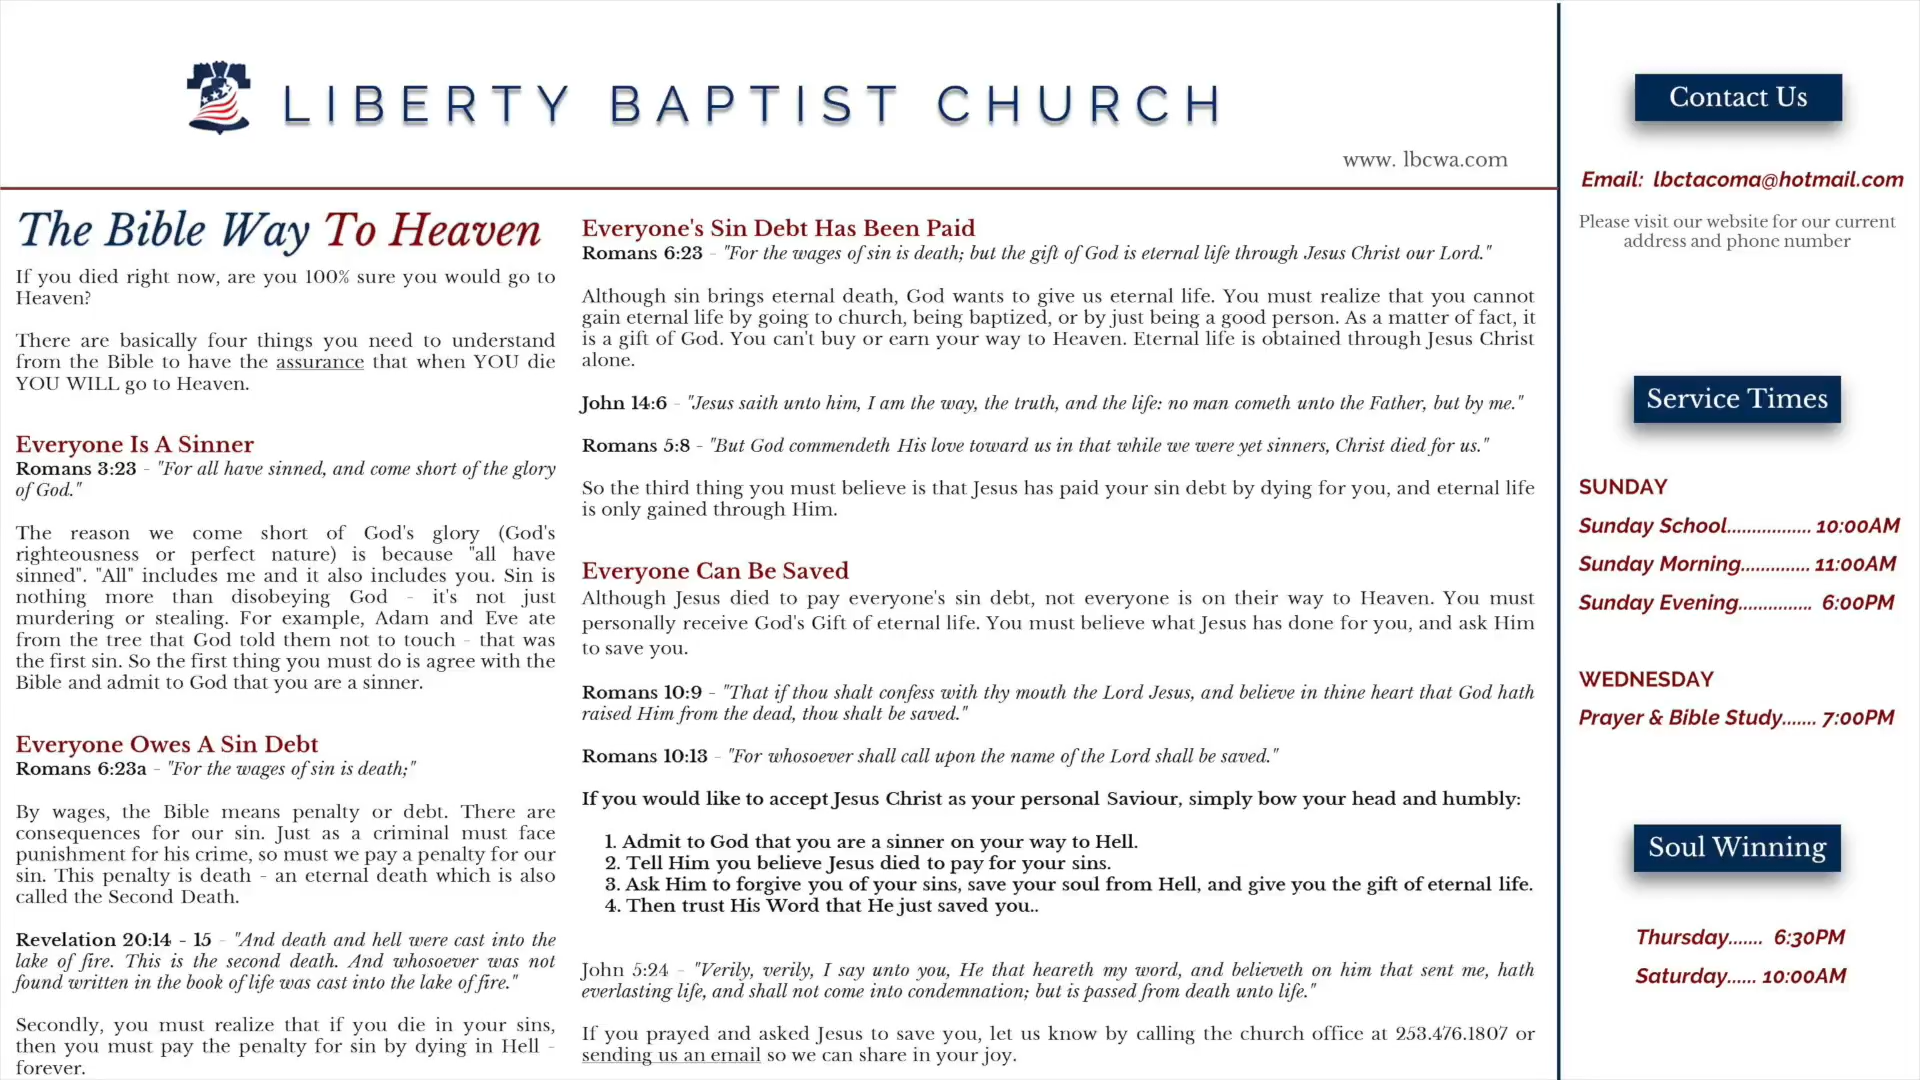 LIBERTY BAPTIST CHURCH
www. lbcwa.com
The Bible Way To Heaven
If you died right now, are you 100% sure you would go to
Heaven?
There are basically four things you need to understand
from the Bible to have the assurance that when YOU die
YOU WILL go to Heaven.
Everyone Is A Sinner
Romans 3:23 - "For all have sinned, and come short of the glory
of God."
The reason we come short of God's glory (God's
righteousness or perfect nature) is because "all have
sinned". "All" includes me and it also includes you. Sin is
nothing more than disobeying God - it's not just
murdering or stealing. For example, Adam and Eve ate
from the tree that God told them not to touch - that was
the first sin. So the first thing you must do is agree with the
Bible and admit to God that you are a sinner.
Everyone Owes A Sin Debt
Romans 6:23a - "For the wages of sin is death;"
By wages, the Bible means penalty or debt. There are
consequences for our sin. Just as a criminal must face
punishment for his crime, so must we pay a penalty for our
sin. This penalty is death - an eternal death which is also
called the Second Death.
Revelation 20:14 - 15 - "And death and hell were cast into the
lake of fire. This is the second death. And whosoever was not
found written in the book of life was cast into the lake of fire."
Secondly, you must realize that if you die in your sins,
then you must pay the penalty for sin by dying in Hell -
forever.
Everyone's Sin Debt Has Been Paid
Romans 6:23 - "For the wages of sin is death; but the gift of God is eternal life through Jesus Christ our Lord."
Although sin brings eternal death, God wants to give us eternal life. You must realize that you cannot
gain eternal life by going to church, being baptized, or by just being a good person. As a matter of fact, it
is a gift of God. You can't buy or earn your way to Heaven. Eternal life is obtained through Jesus Christ
alone.
John 14:6 - "Jesus saith unto him, I am the way, the truth, and the life: no man cometh unto the Father, but by me."
Romans 5:8 - "But God commendeth His love toward us in that while we were yet sinners, Christ died for us."
So the third thing you must believe is that Jesus has paid your sin debt by dying for you, and eternal life
is only gained through Him.
Everyone Can Be Saved
Although Jesus died to pay everyone's sin debt, not everyone is on their way to Heaven. You must
personally receive God's Gift of eternal life. You must believe what Jesus has done for you, and ask Him
to save you.
Romans 10:9 - "That if thou shalt confess with thy mouth the Lord Jesus, and believe in thine heart that God hath
raised Him from the dead, thou shalt be saved."
Romans 10:13 - "For whosoever shall call upon the name of the Lord shall be saved."
If you would like to accept Jesus Christ as your personal Saviour, simply bow your head and humbly:
1. Admit to God that you are a sinner on your way to Hell.
2. Tell Him you believe Jesus died to pay for your sins.
3. Ask Him to forgive you of your sins, save your soul from Hell, and give you the gift of eternal life.
4. Then trust His Word that He just saved you..
John 5:24 - "Verily, verily, I say unto you, He that heareth my word, and believeth on him that sent me, hath
everlasting life, and shall not come into condemnation; but is passed from death unto life."
If you prayed and asked Jesus to save you, let us know by calling the church office at 253.476.1807 or
sending us an email so we can share in your joy.
Contact Us
Email: lbctacoma@hotmail.com
Please visit our website for our current
address and phone number
Service Times
SUNDAY
Sunday School................. 10:00AM
Sunday Morning.............. 11:00AM
Sunday Evening............... 6:00PM
WEDNESDAY
Prayer & Bible Study....... 7:00PM
Soul Winning
Thursday....... 6:30PM
Saturday...... 10:00AM